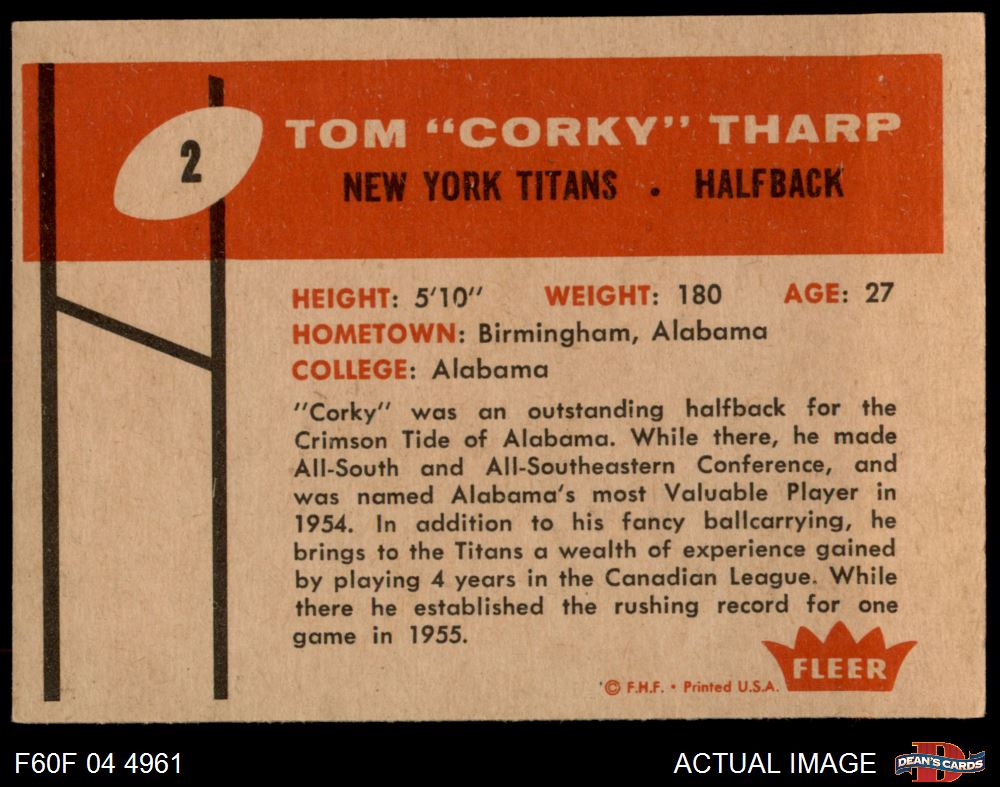 2
TOM "CORKY" THARP
NEW YORK TITANS . HALFBACK
HEIGHT: 5'10" WEIGHT: 180 AGE: 27
HOMETOWN: Birmingham, Alabama
COLLEGE: Alabama
"Corky" was an outstanding halfback for the
Crimson Tide of Alabama. While there, he made
All-South and All-Southeastern Conference, and
was named Alabama's most Valuable Player in
1954. In addition to his fancy ballcarrying, he
brings to the Titans a wealth of experience gained
by playing 4 years in the Canadian League. While
there he established the rushing record for one
game in 1955.
FLEER
© F.H.F. • Printed U.S.A.
F60F 04 4961
ACTUAL IMAGE
D
DEAN'S CARDS